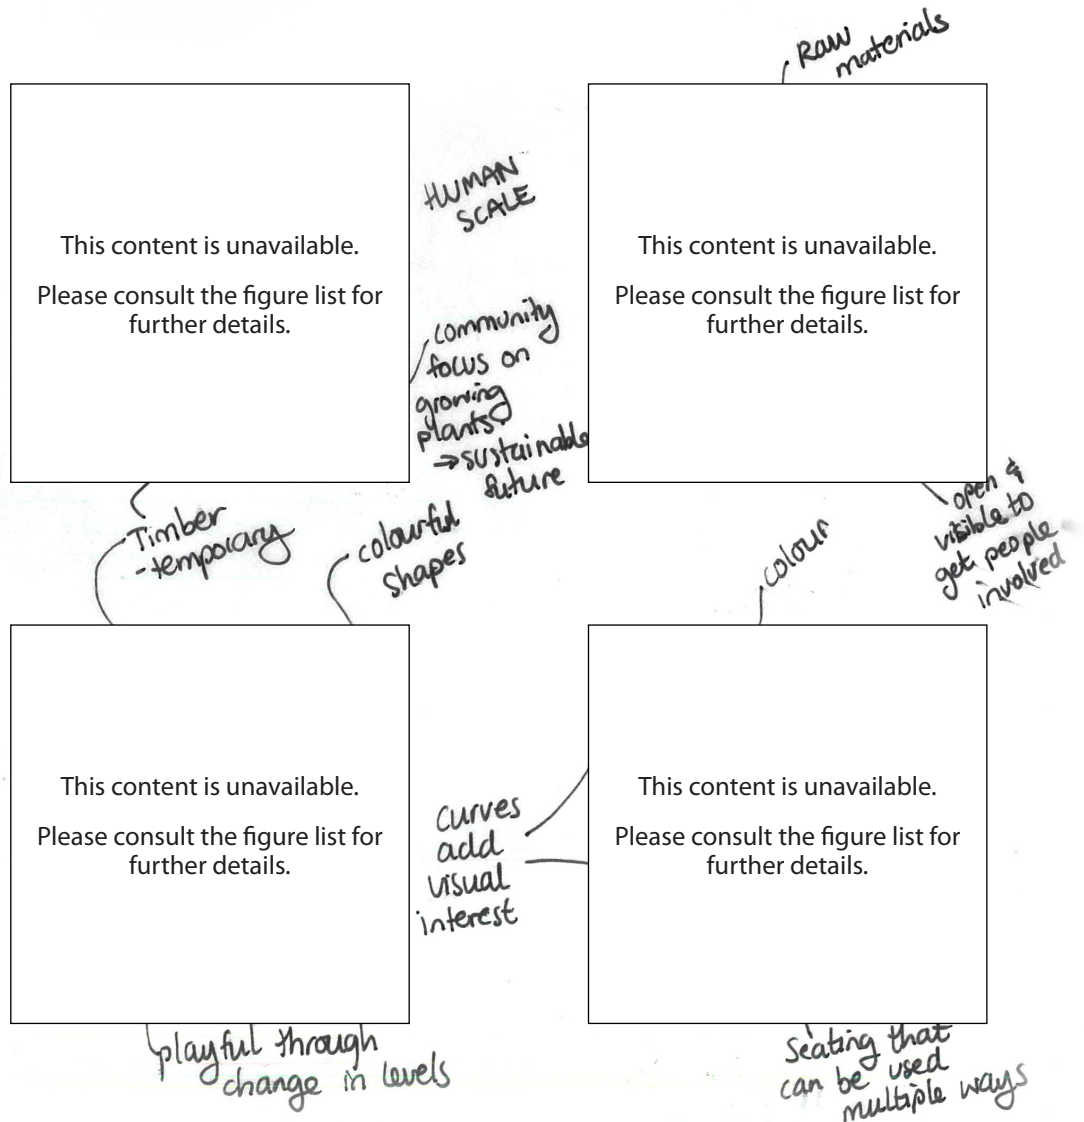 Raw
materials
This content is unavailable.
Please consult the figure list for
further details.
HUMAN
SCALE
community
focus on
growing
plants
→ sustainable
future
This content is unavailable.
Please consult the figure list for
further details.
Timber
- temporary
colourful
shapes
colour
open &
visible to
get people
involved
This content is unavailable.
Please consult the figure list for
further details.
curves
add
visual
interest
This content is unavailable.
Please consult the figure list for
further details.
playful through
change in levels
seating that
can be used
multiple ways